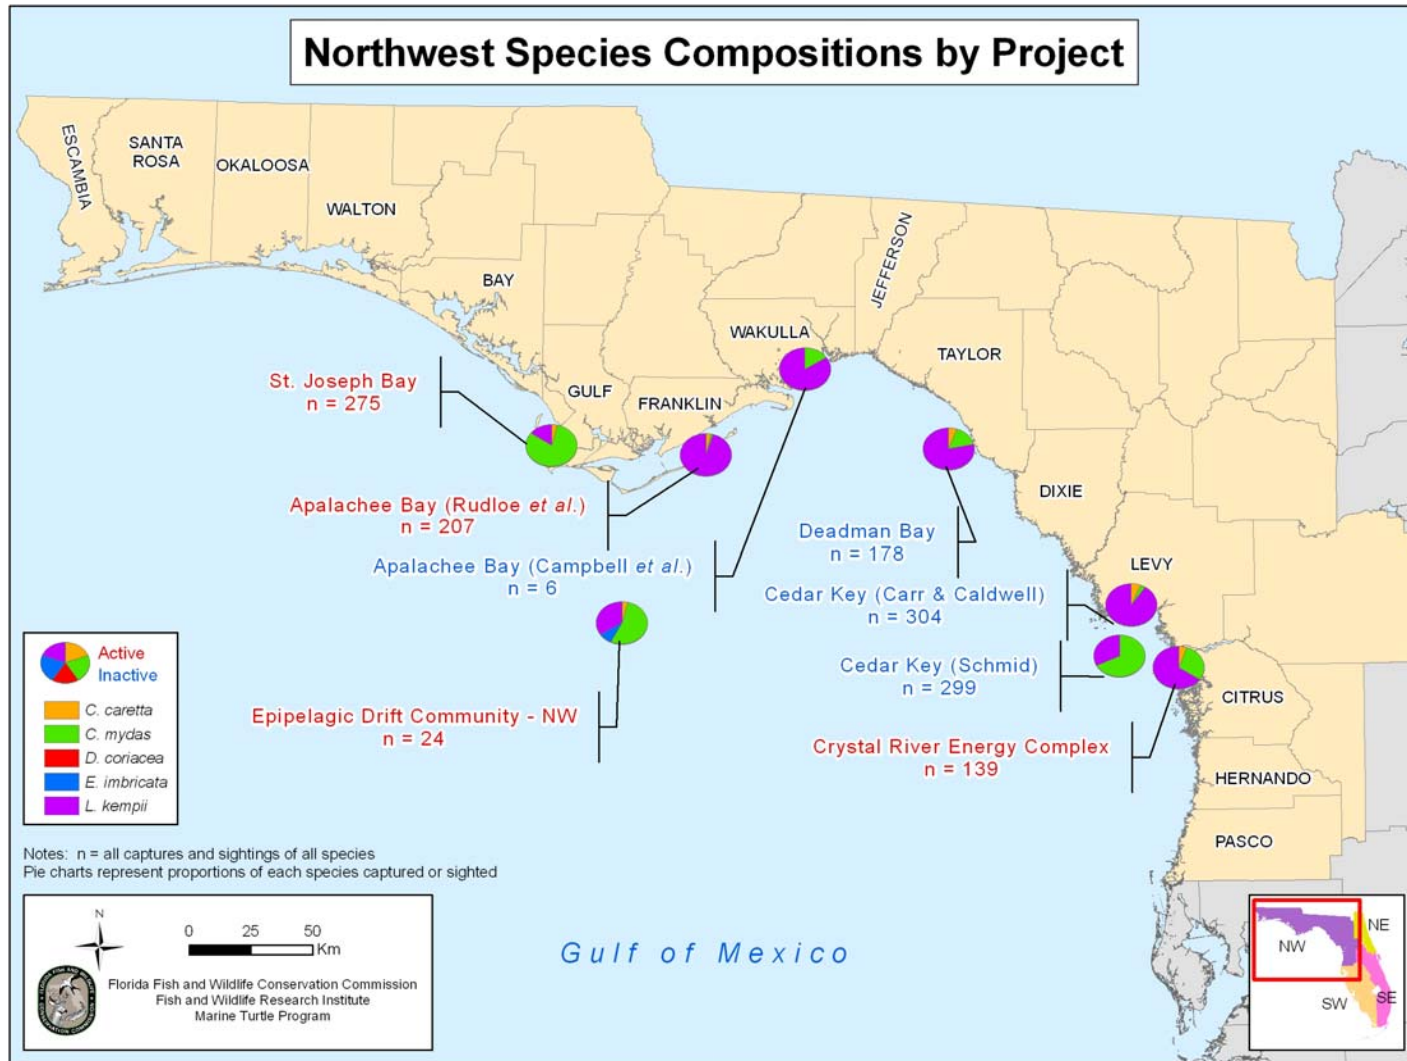 Northwest Species Compositions by Project
ESCAMBIA
SANTA
ROSA
OKALOOSA
WALTON
BAY
JEFFERSON
WAKULLA
TAYLOR
GULF
FRANKLIN
DIXIE
LEVY
CITRUS
HERNANDO
PASCO
St. Joseph Bay
n = 275
Apalachee Bay (Rudloe et al.)
n = 207
Apalachee Bay (Campbell et al.)
n = 6
Deadman Bay
n = 178
Cedar Key (Carr & Caldwell)
n = 304
Cedar Key (Schmid)
n = 299
Epipelagic Drift Community - NW
n = 24
Crystal River Energy Complex
n = 139
Active
Inactive
C. caretta
C. mydas
D. coriacea
E. imbricata
L. kempii
Notes: n = all captures and sightings of all species
Pie charts represent proportions of each species captured or sighted
N
0 25 50
Km
Florida Fish and Wildlife Conservation Commission
Fish and Wildlife Research Institute
Marine Turtle Program
Gulf of Mexico
NW
NE
SW
SE